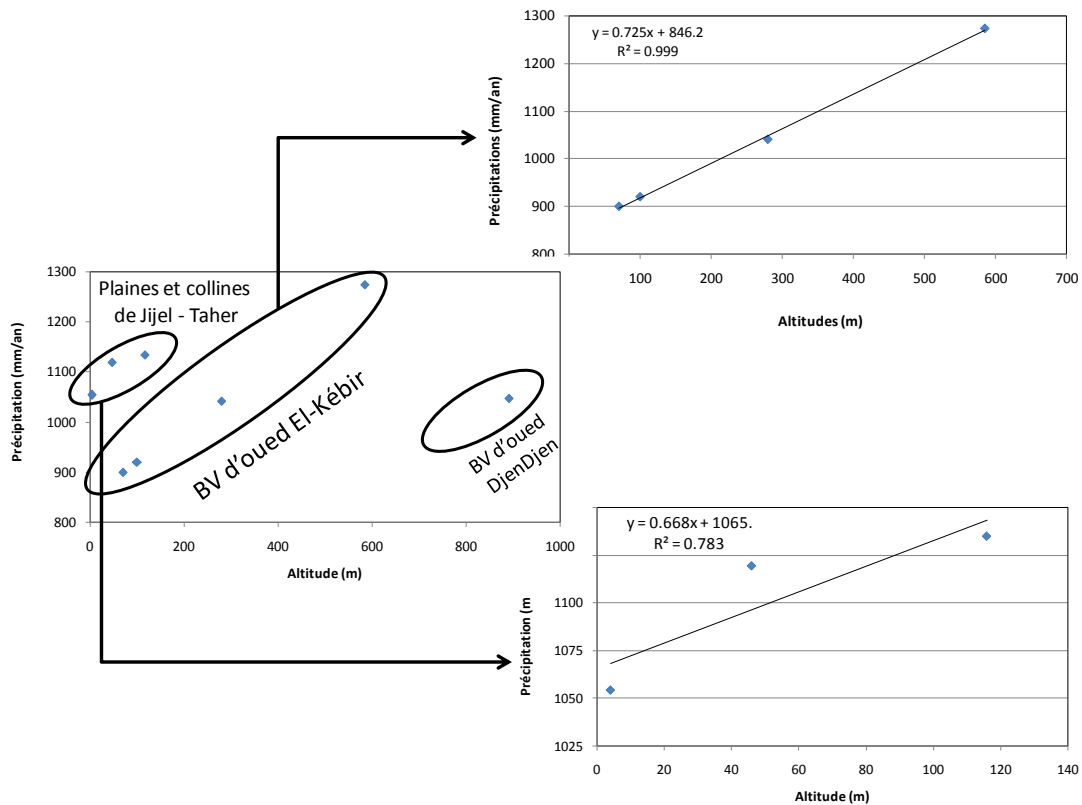 y = 0.725x + 846.2
R² = 0.999
1300
1200
1100
1000
900
800
Précipitations (mm/an)
100 200 300 400 500 600 700
Altitudes (m)
1300
1200
1100
1000
900
800
Précipitation (mm/an)
0 200 400 600 800 1000
Altitude (m)
Plaines et collines
de Jijel - Taher
BV d'oued El-Kébir
BV d'oued
DjenDjen
y = 0.668x + 1065.
R² = 0.783
1100
1075
1050
1025
Précipitation (m
0 20 40 60 80 100 120 140
Altitude (m)